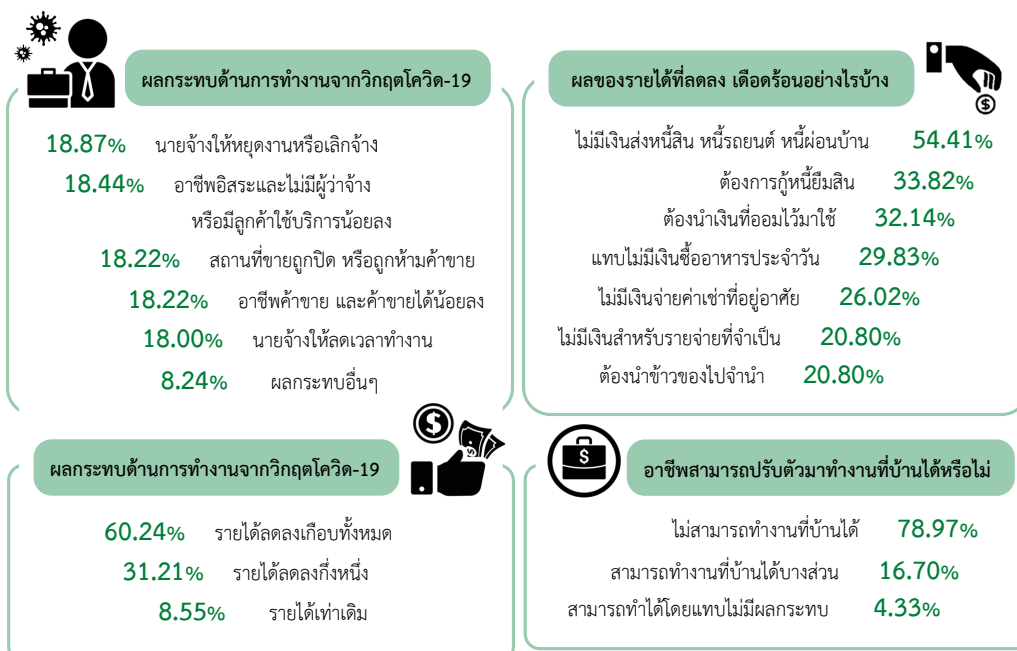 ผลกระทบด้านการทำงานจากวิกฤตโควิด-19
18.87% นายจ้างให้หยุดงานหรือเลิกจ้าง
18.44% อาชีพอิสระและไม่มีผู้ว่าจ้าง
หรือมีลูกค้าใช้บริการน้อยลง
18.22% สถานที่ขายถูกปิด หรือถูกห้ามค้าขาย
18.22% อาชีพค้าขาย และค้าขายได้น้อยลง
18.00% นายจ้างให้ลดเวลาทำงาน
8.24% ผลกระทบอื่นๆ
ผลของรายได้ที่ลดลง เดือดร้อนอย่างไรบ้าง
ไม่มีเงินส่งหนี้สิน หนี้รถยนต์ หนี้ผ่อนบ้าน 54.41%
ต้องการกู้หนี้ยืมสิน 33.82%
ต้องนำเงินที่ออมไว้มาใช้ 32.14%
แทบไม่มีเงินซื้ออาหารประจำวัน 29.83%
ไม่มีเงินจ่ายค่าเช่าที่อยู่อาศัย 26.02%
ไม่มีเงินสำหรับรายจ่ายที่จำเป็น 20.80%
ต้องนำข้าวของไปจำนำ 20.80%
ผลกระทบด้านการทำงานจากวิกฤตโควิด-19
60.24% รายได้ลดลงเกือบทั้งหมด
31.21% รายได้ลดลงกึ่งหนึ่ง
8.55% รายได้เท่าเดิม
อาชีพสามารถปรับตัวมาทำงานที่บ้านได้หรือไม่
ไม่สามารถทำงานที่บ้านได้ 78.97%
สามารถทำงานที่บ้านได้บางส่วน 16.70%
สามารถทำได้โดยแทบไม่มีผลกระทบ 4.33%